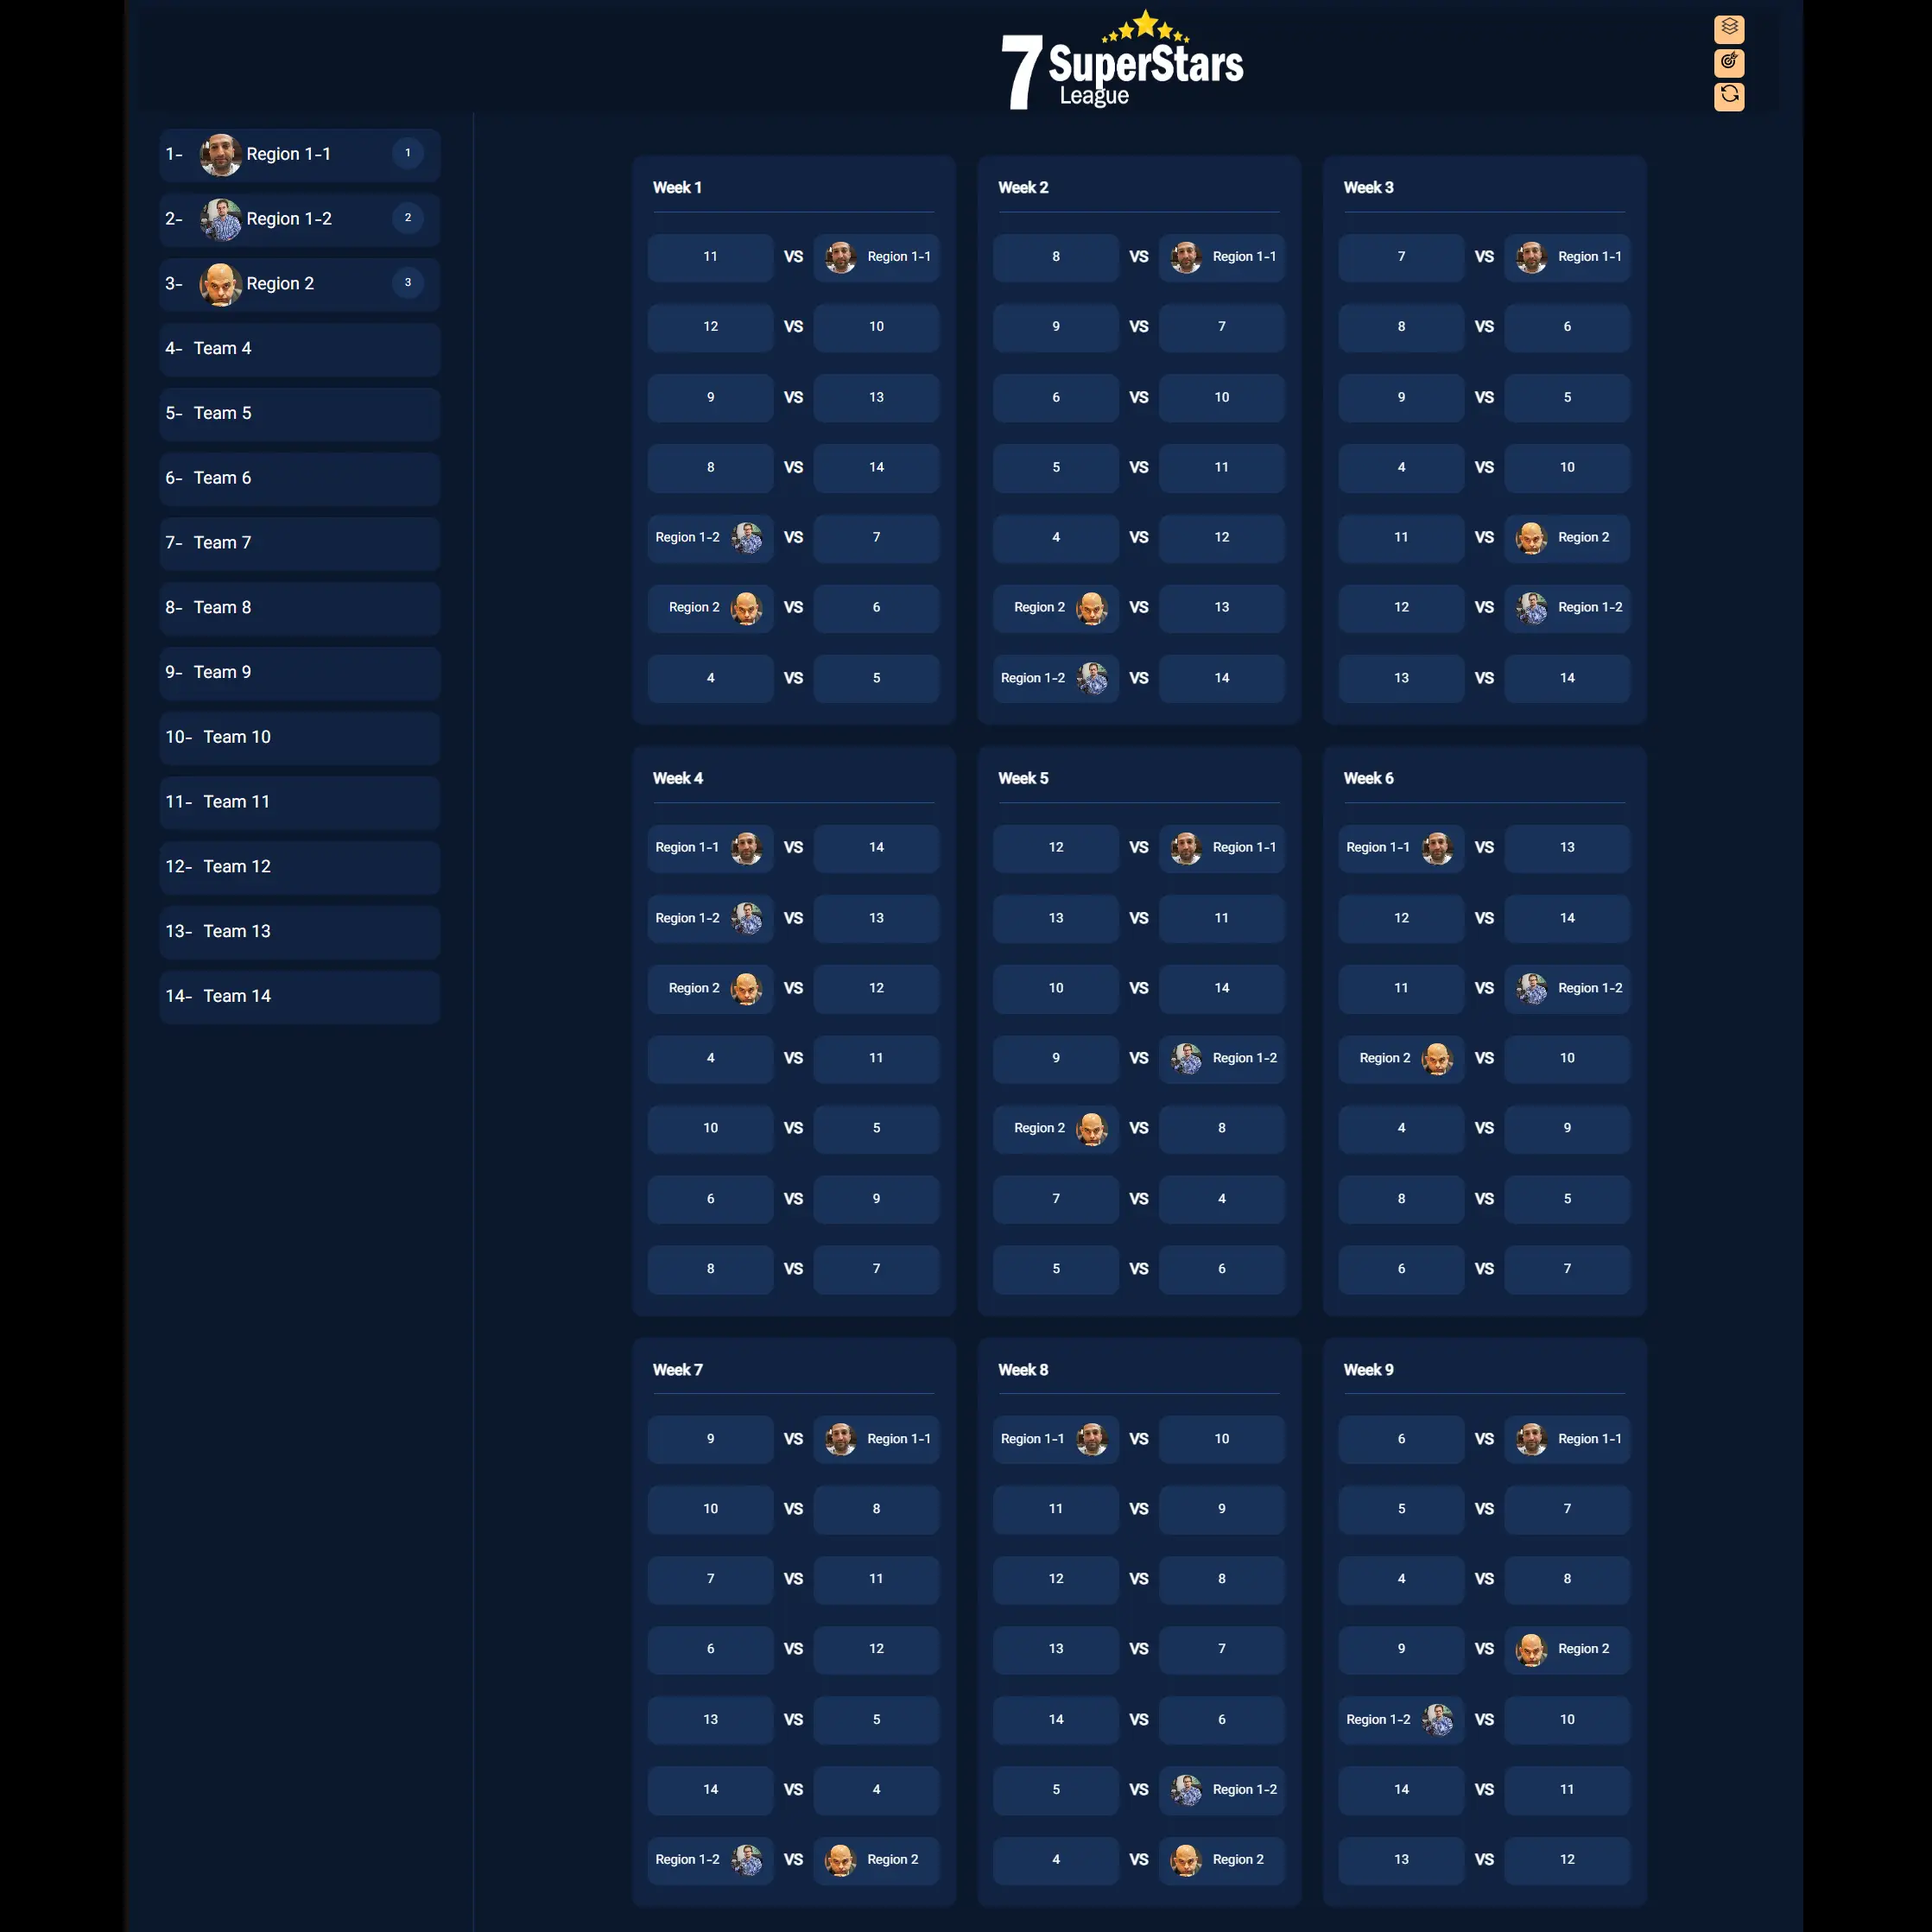 7 SuperStars
League
1- Region 1-1 1
2- Region 1-2 2
3- Region 2 3
4- Team 4
5- Team 5
6- Team 6
7- Team 7
8- Team 8
9- Team 9
10- Team 10
11- Team 11
12- Team 12
13- Team 13
14- Team 14
Week 1
11 VS Region 1-1
12 VS 10
9 VS 13
8 VS 14
Region 1-2 VS 7
Region 2 VS 6
4 VS 5
Week 2
8 VS Region 1-1
9 VS 7
6 VS 10
5 VS 11
4 VS 12
Region 2 VS 13
Region 1-2 VS 14
Week 3
7 VS Region 1-1
8 VS 6
9 VS 5
4 VS 10
11 VS Region 2
12 VS Region 1-2
13 VS 14
Week 4
Region 1-1 VS 14
Region 1-2 VS 13
Region 2 VS 12
4 VS 11
10 VS 5
6 VS 9
8 VS 7
Week 5
12 VS Region 1-1
13 VS 11
10 VS 14
9 VS Region 1-2
Region 2 VS 8
7 VS 4
5 VS 6
Week 6
Region 1-1 VS 13
12 VS 14
11 VS Region 1-2
Region 2 VS 10
4 VS 9
8 VS 5
6 VS 7
Week 7
9 VS Region 1-1
10 VS 8
7 VS 11
6 VS 12
13 VS 5
14 VS 4
Region 1-2 VS Region 2
Week 8
Region 1-1 VS 10
11 VS 9
12 VS 8
13 VS 7
14 VS 6
5 VS Region 1-2
4 VS Region 2
Week 9
6 VS Region 1-1
5 VS 7
4 VS 8
9 VS Region 2
Region 1-2 VS 10
14 VS 11
13 VS 12